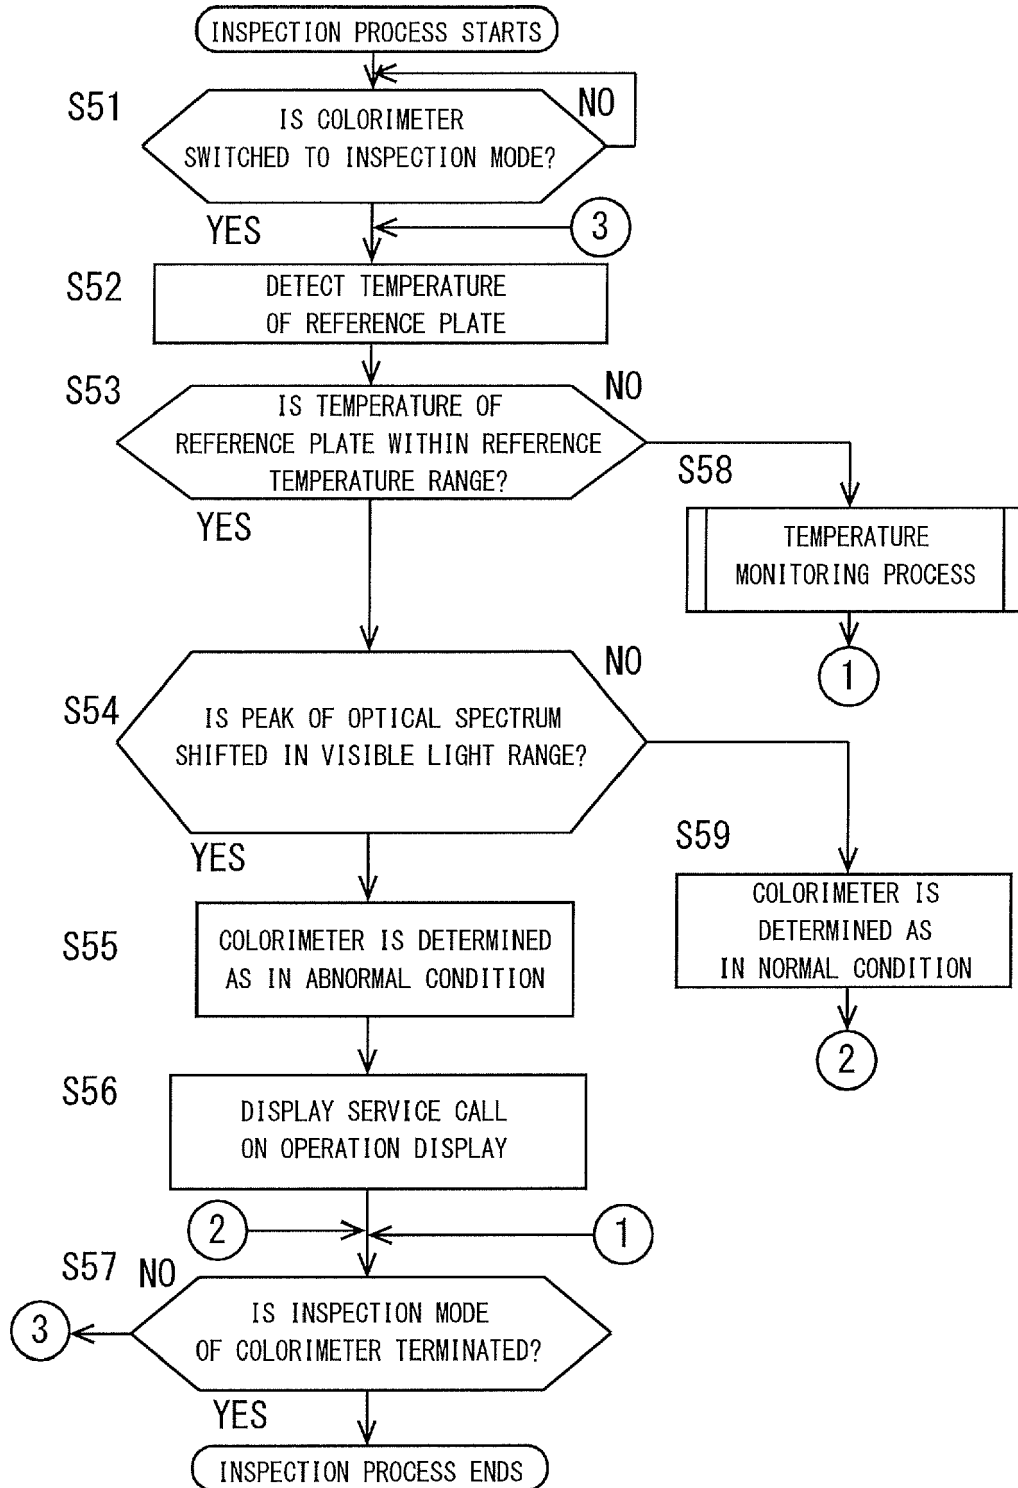 INSPECTION PROCESS STARTS
S51
NO
IS COLORIMETER
SWITCHED TO INSPECTION MODE?
YES
3
S52
DETECT TEMPERATURE
OF REFERENCE PLATE
S53
NO
IS TEMPERATURE OF
REFERENCE PLATE WITHIN REFERENCE
TEMPERATURE RANGE?
YES
S58
TEMPERATURE
MONITORING PROCESS
1
S54
NO
IS PEAK OF OPTICAL SPECTRUM
SHIFTED IN VISIBLE LIGHT RANGE?
YES
S59
COLORIMETER IS
DETERMINED AS
IN NORMAL CONDITION
2
S55
COLORIMETER IS DETERMINED
AS IN ABNORMAL CONDITION
S56
DISPLAY SERVICE CALL
ON OPERATION DISPLAY
2
1
S57
NO
3
IS INSPECTION MODE
OF COLORIMETER TERMINATED?
YES
INSPECTION PROCESS ENDS